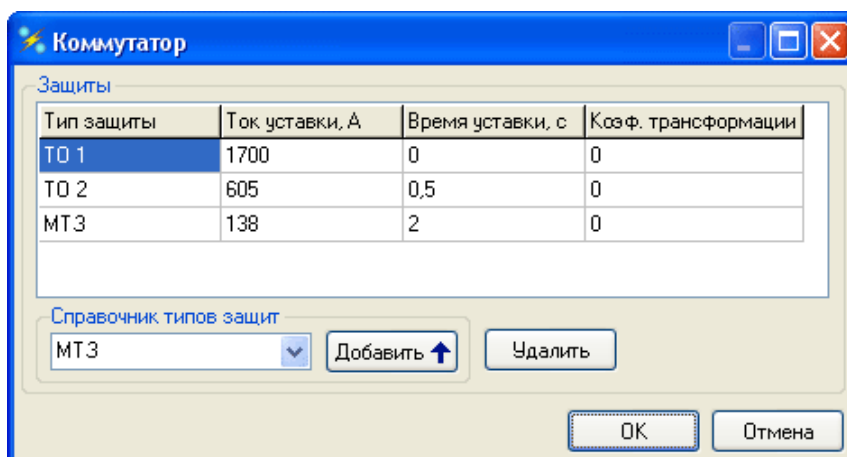 Коммутатор
Защиты
Тип защиты Ток уставки, А Время уставки, с Коэф. трансформации
ТО 1 1700 0 0
ТО 2 605 0,5 0
МТЗ 138 2 0
Справочник типов защит
МТЗ Добавить Удалить
OK Отмена